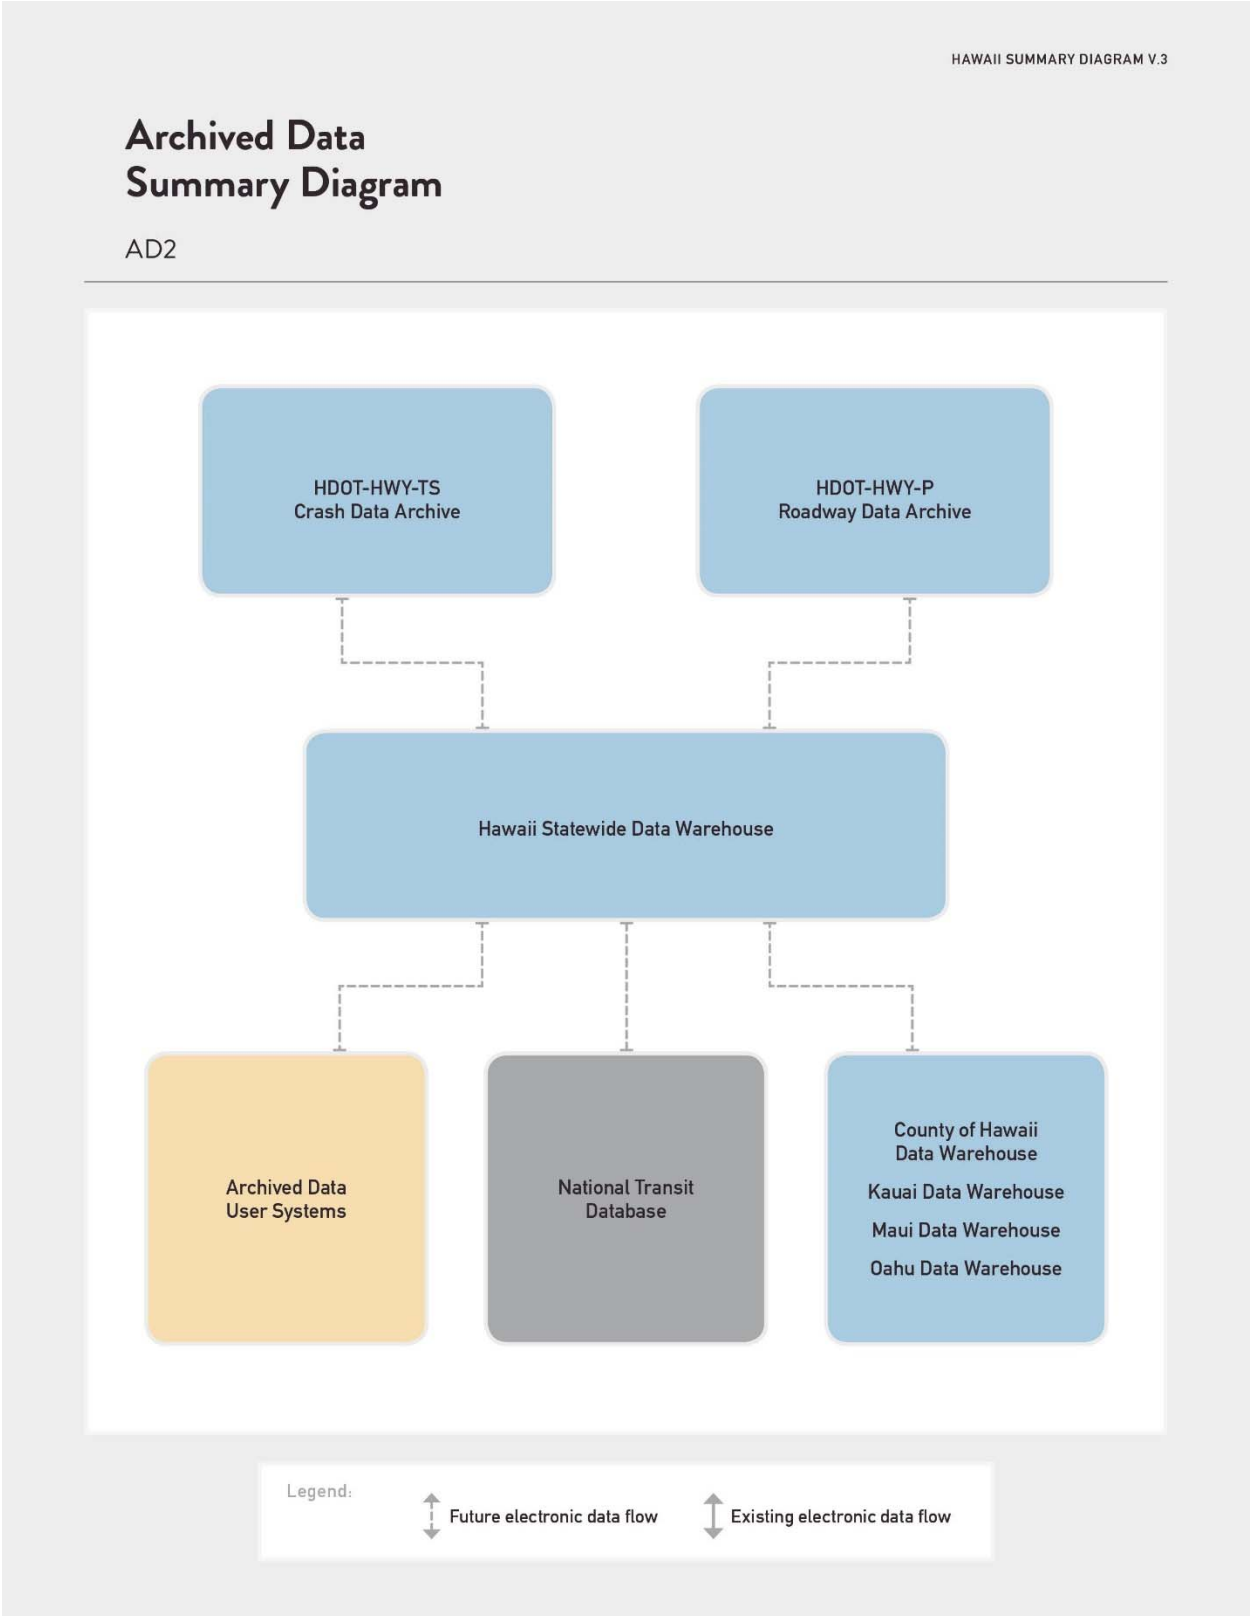 HAWAII SUMMARY DIAGRAM V.3
Archived Data
Summary Diagram
AD2
HDOT-HWY-TS
Crash Data Archive
HDOT-HWY-P
Roadway Data Archive
Hawaii Statewide Data Warehouse
Archived Data
User Systems
National Transit
Database
County of Hawaii
Data Warehouse
Kauai Data Warehouse
Maui Data Warehouse
Oahu Data Warehouse
Legend:
Future electronic data flow
Existing electronic data flow